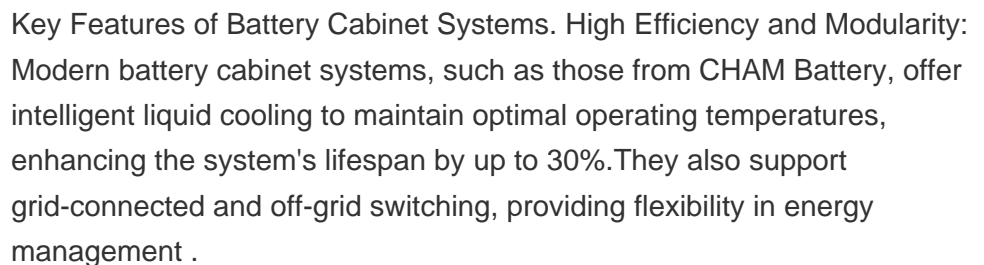 Key Features of Battery Cabinet Systems. High Efficiency and Modularity:
Modern battery cabinet systems, such as those from CHAM Battery, offer
intelligent liquid cooling to maintain optimal operating temperatures,
enhancing the system's lifespan by up to 30%.They also support
grid-connected and off-grid switching, providing flexibility in energy
management .